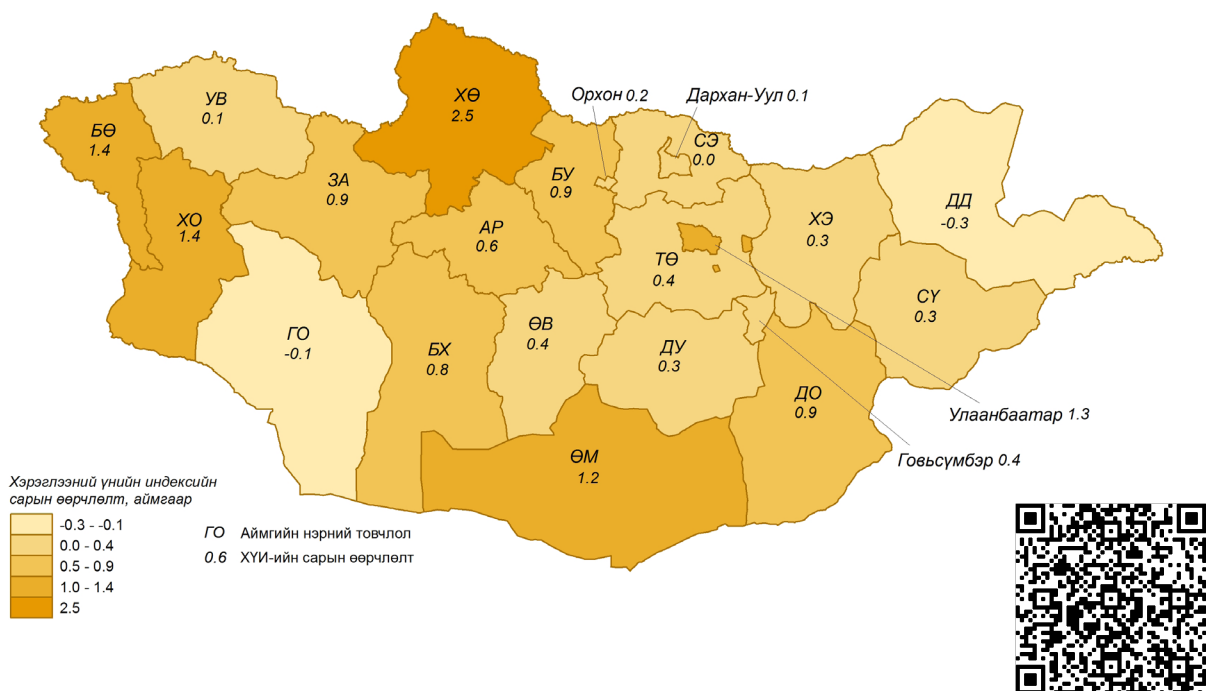 ХӨ
2.5
Орхон 0.2
Дархан-Уул 0.1
УВ
0.1
БӨ
1.4
СЭ
0.0
ЗА
0.9
БУ
0.9
ДД
-0.3
ХО
1.4
АР
0.6
ХЭ
0.3
ТӨ
0.4
СҮ
0.3
ГО
-0.1
ӨВ
0.4
БХ
0.8
ДУ
0.3
ДО
0.9
Улаанбаатар 1.3
Говьсүмбэр 0.4
ӨМ
1.2
Хэрэглээний үнийн индексийн
сарын өөрчлөлт, аймгаар
-0.3 - -0.1
0.0 - 0.4
0.5 - 0.9
1.0 - 1.4
2.5
ГО Аймгийн нэрний товчлол
0.6 ХҮИ-ийн сарын өөрчлөлт